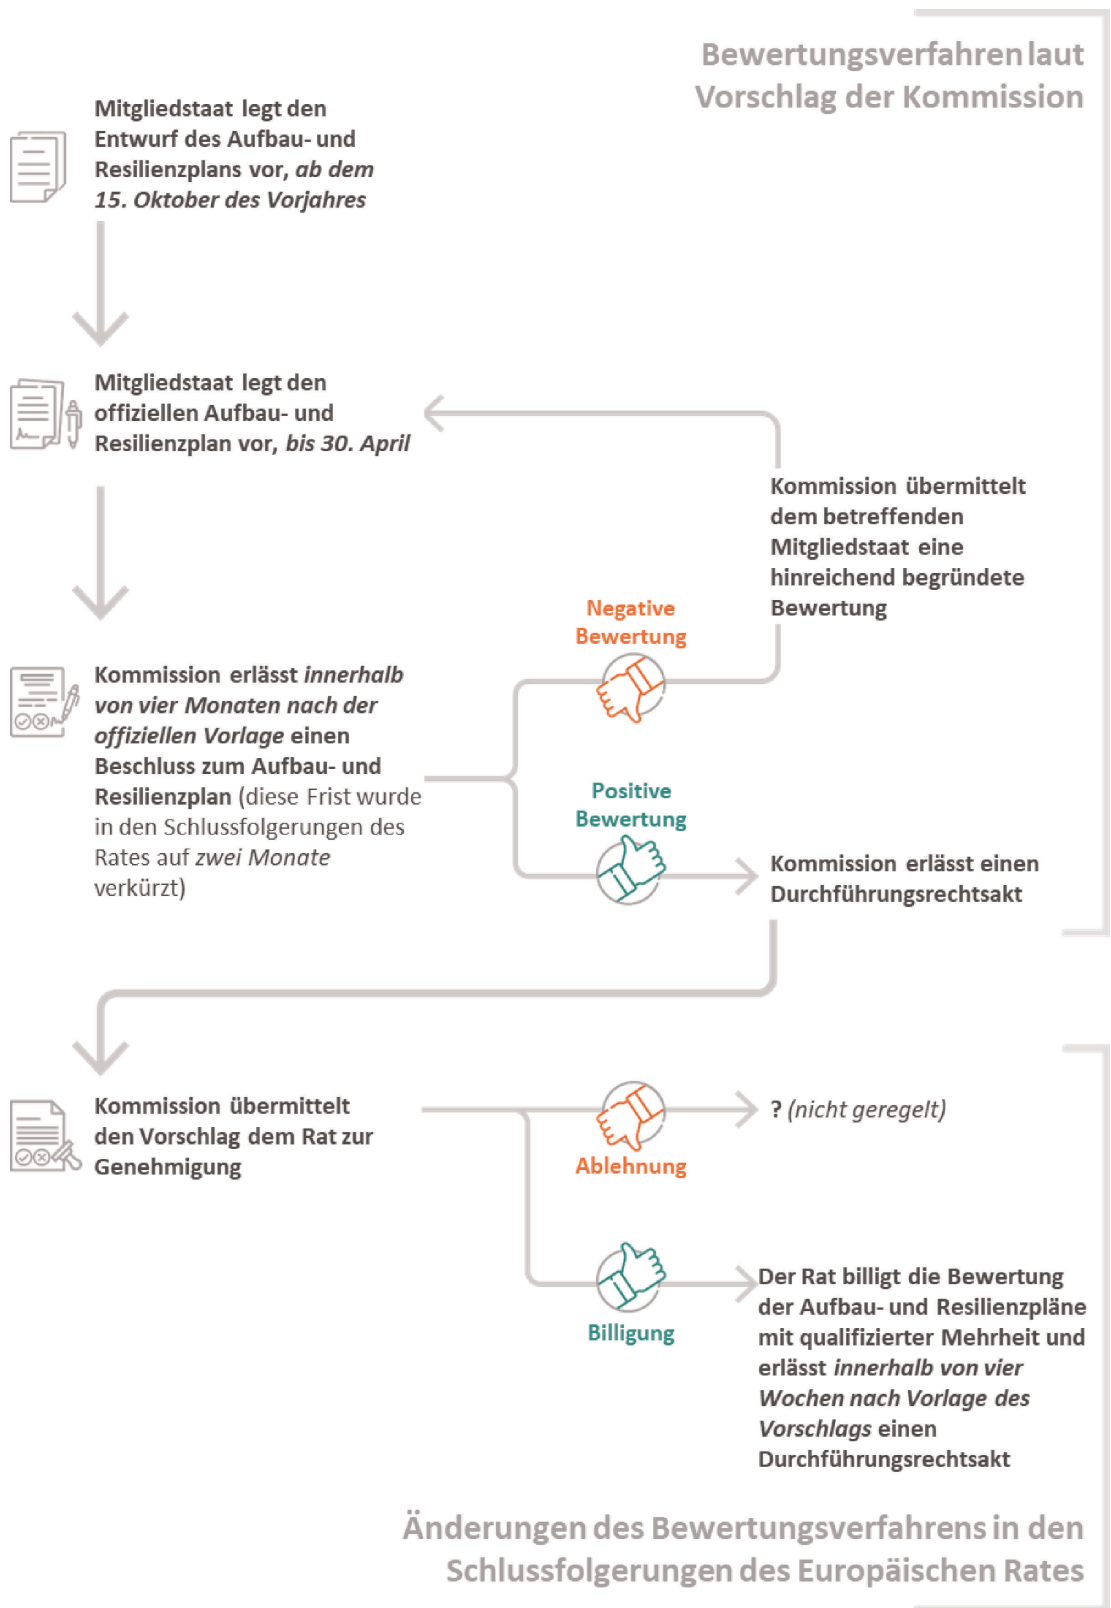 Bewertungsverfahren laut
Vorschlag der Kommission
Mitgliedstaat legt den
Entwurf des Aufbau- und
Resilienzplans vor, ab dem
15. Oktober des Vorjahres
Mitgliedstaat legt den
offiziellen Aufbau- und
Resilienzplan vor, bis 30. April
Kommission übermittelt
dem betreffenden
Mitgliedstaat eine
hinreichend begründete
Bewertung
Negative
Bewertung
Kommission erlässt innerhalb
von vier Monaten nach der
offiziellen Vorlage einen
Beschluss zum Aufbau- und
Resilienzplan (diese Frist wurde
in den Schlussfolgerungen des
Rates auf zwei Monate
verkürzt)
Positive
Bewertung
Kommission erlässt einen
Durchführungsrechtsakt
Kommission übermittelt
den Vorschlag dem Rat zur
Genehmigung
Ablehnung
? (nicht geregelt)
Billigung
Der Rat billigt die Bewertung
der Aufbau- und Resilienzpläne
mit qualifizierter Mehrheit und
erlässt innerhalb von vier
Wochen nach Vorlage des
Vorschlags einen
Durchführungsrechtsakt
Änderungen des Bewertungsverfahrens in den
Schlussfolgerungen des Europäischen Rates